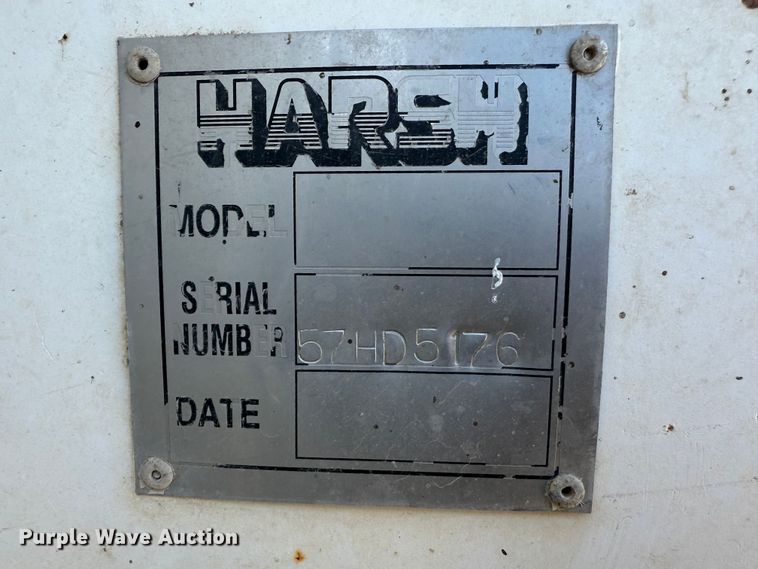 HARSH
MODEL
SERIAL
NUMBER 57HD5176
DATE
Purple Wave Auction